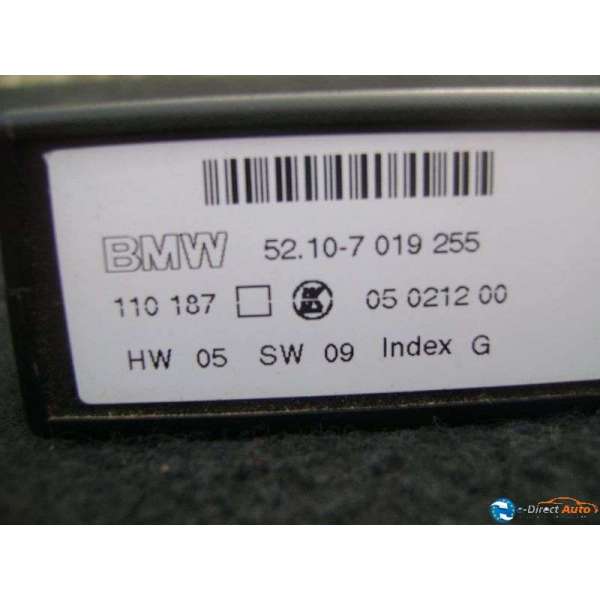 BMW 52.10-7 019 255
110 187 05 0212 00
HW 05 SW 09 Index G
e-Direct Auto